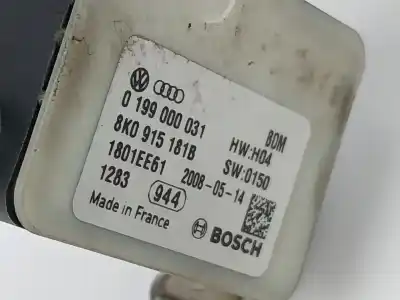 0 199 000 031
BDM
8K0 915 181B
HW:H04
1801EE61
2008-05-14
SW:0150
1283
944
Made in France
BOSCH